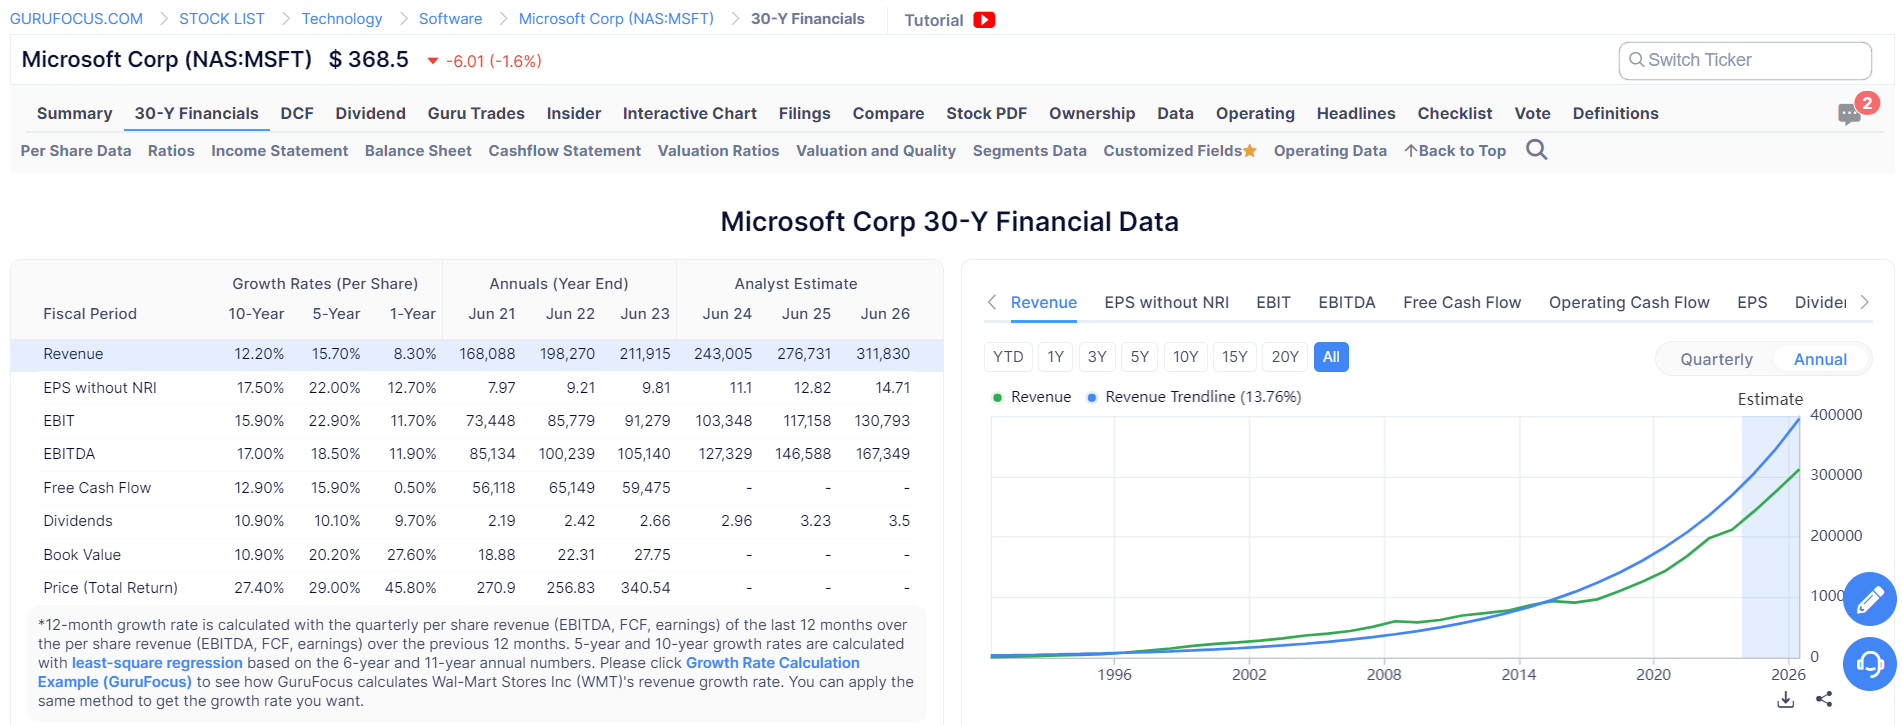 GURUFOCUS.COM > STOCK LIST > Technology > Software > Microsoft Corp (NAS:MSFT) > 30-Y Financials Tutorial
Microsoft Corp (NAS:MSFT) $ 368.5 -6.01 (-1.6%) Switch Ticker
Summary 30-Y Financials DCF Dividend Guru Trades Insider Interactive Chart Filings Compare Stock PDF Ownership Data Operating Headlines Checklist Vote Definitions 2
Per Share Data Ratios Income Statement Balance Sheet Cashflow Statement Valuation Ratios Valuation and Quality Segments Data Customized Fields Operating Data ↑Back to Top
Microsoft Corp 30-Y Financial Data
Growth Rates (Per Share) Annuals (Year End) Analyst Estimate
Fiscal Period 10-Year 5-Year 1-Year Jun 21 Jun 22 Jun 23 Jun 24 Jun 25 Jun 26
Revenue 12.20% 15.70% 8.30% 168,088 198,270 211,915 243,005 276,731 311,830
EPS without NRI 17.50% 22.00% 12.70% 7.97 9.21 9.81 11.1 12.82 14.71
EBIT 15.90% 22.90% 11.70% 73,448 85,779 91,279 103,348 117,158 130,793
EBITDA 17.00% 18.50% 11.90% 85,134 100,239 105,140 127,329 146,588 167,349
Free Cash Flow 12.90% 15.90% 0.50% 56,118 65,149 59,475 - - -
Dividends 10.90% 10.10% 9.70% 2.19 2.42 2.66 2.96 3.23 3.5
Book Value 10.90% 20.20% 27.60% 18.88 22.31 27.75 - - -
Price (Total Return) 27.40% 29.00% 45.80% 270.9 256.83 340.54 - - -
*12-month growth rate is calculated with the quarterly per share revenue (EBITDA, FCF, earnings) of the last 12 months over
the per share revenue (EBITDA, FCF, earnings) over the previous 12 months. 5-year and 10-year growth rates are calculated
with least-square regression based on the 6-year and 11-year annual numbers. Please click Growth Rate Calculation
Example (GuruFocus) to see how GuruFocus calculates Wal-Mart Stores Inc (WMT)'s revenue growth rate. You can apply the
same method to get the growth rate you want.
Revenue EPS without NRI EBIT EBITDA Free Cash Flow Operating Cash Flow EPS Divider
YTD 1Y 3Y 5Y 10Y 15Y 20Y All Quarterly Annual
Revenue Revenue Trendline (13.76%)
Estimate
400000
300000
200000
1000
0
1996 2002 2008 2014 2020 2026